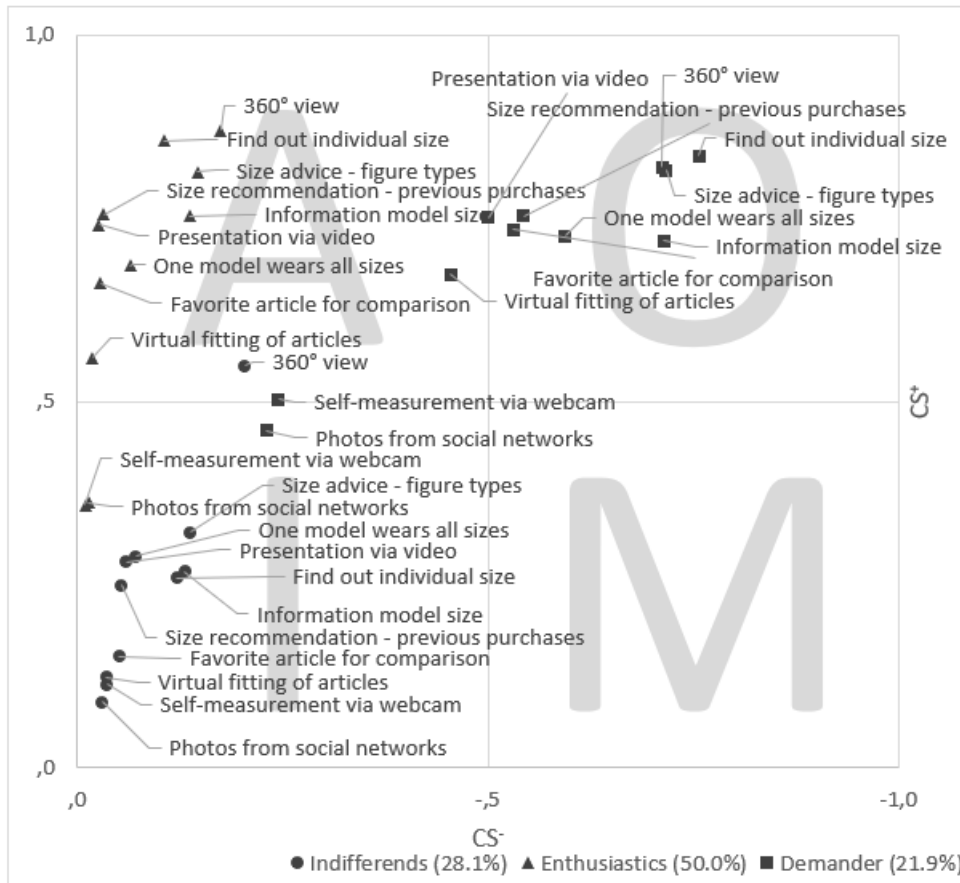 1,0
A
O
Presentation via video
360° view
Size recommendation - previous purchases
360° view
Find out individual size
Find out individual size
Size advice - figure types
Size recommendation - previous purchases
Size advice - figure types
Information model size
One model wears all sizes
Presentation via video
Information model size
One model wears all sizes
Favorite article for comparison
Favorite article for comparison
Virtual fitting of articles
Virtual fitting of articles
360° view
,5
Self-measurement via webcam
CS⁺
Photos from social networks
Self-measurement via webcam
Size advice - figure types
Photos from social networks
One model wears all sizes
Presentation via video
Find out individual size
I
M
Information model size
Size recommendation - previous purchases
Favorite article for comparison
Virtual fitting of articles
Self-measurement via webcam
Photos from social networks
,0
,0
-,5
-1,0
CS⁻
Indifferends (28.1%)
Enthusiastics (50.0%)
Demander (21.9%)